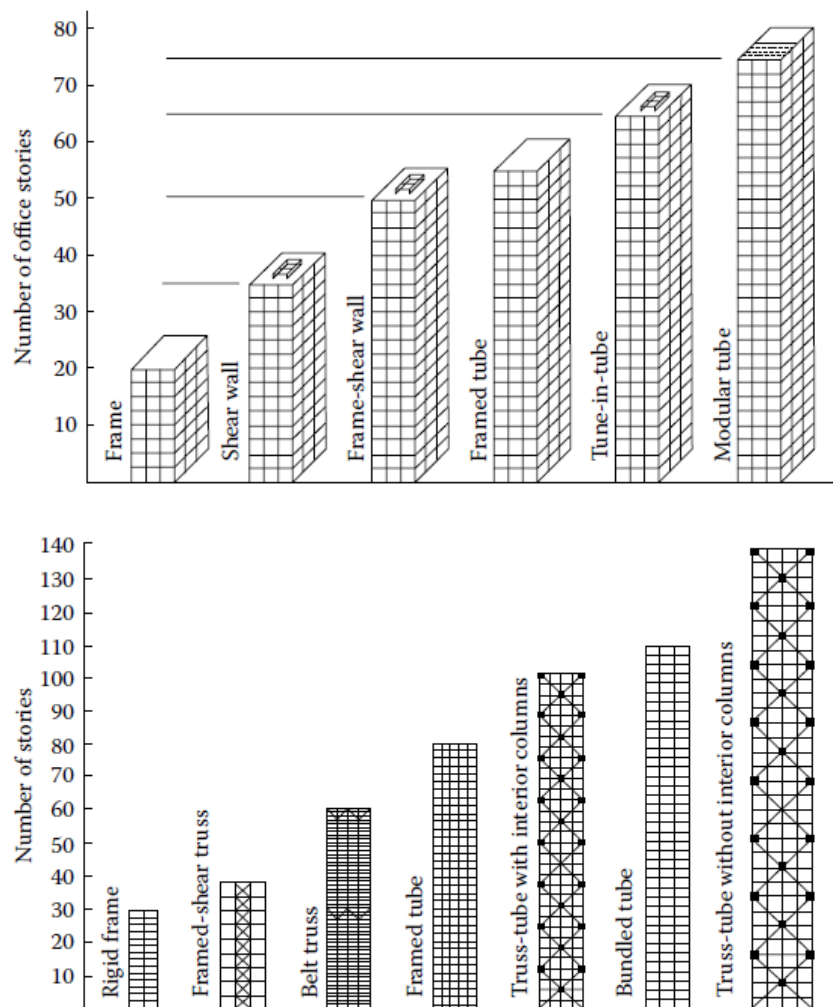 Number of office stories
80
70
60
50
40
30
20
10
Frame
Shear wall
Frame-shear wall
Framed tube
Tune-in-tube
Modular tube
Number of stories
140
130
120
110
100
90
80
70
60
50
40
30
20
10
Rigid frame
Framed-shear truss
Belt truss
Framed tube
Truss-tube with interior columns
Bundled tube
Truss-tube without interior columns